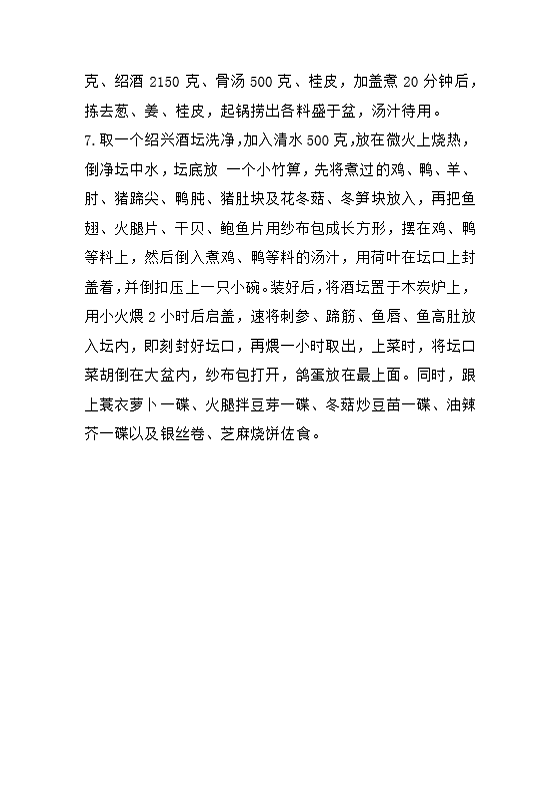 克、绍酒 2150 克、骨汤 500 克、桂皮，加盖煮 20 分钟后，
拣去葱、姜、桂皮，起锅捞出各料盛于盆，汤汁待用。
7.取一个绍兴酒坛洗净,加入清水 500 克,放在微火上烧热，
倒净坛中水，坛底放 一个小竹箅，先将煮过的鸡、鸭、羊、
肘、猪蹄尖、鸭肫、猪肚块及花冬菇、冬笋块放入，再把鱼
翅、火腿片、干贝、鲍鱼片用纱布包成长方形，摆在鸡、鸭
等料上，然后倒入煮鸡、鸭等料的汤汁，用荷叶在坛口上封
盖着,并倒扣压上一只小碗。装好后,将酒坛置于木炭炉上，
用小火煨 2 小时后启盖，速将刺参、蹄筋、鱼唇、鱼高肚放
入坛内，即刻封好坛口，再煨一小时取出，上菜时，将坛口
菜胡倒在大盆内，纱布包打开，鸽蛋放在最上面。同时，跟
上蓑衣萝卜一碟、火腿拌豆芽一碟、冬菇炒豆苗一碟、油辣
芥一碟以及银丝卷、芝麻烧饼佐食。